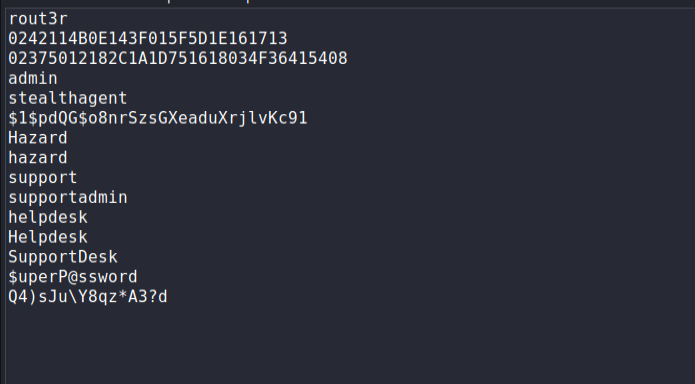 rout3r
0242114B0E143F015F5D1E161713
02375012182C1A1D751618034F36415408
admin
stealthagent
$1$pdQG$o8nrSzsGXeaduXrjlvKc91
Hazard
hazard
support
supportadmin
helpdesk
Helpdesk
SupportDesk
$uperP@ssword
Q4)sJu\Y8qz*A3?d